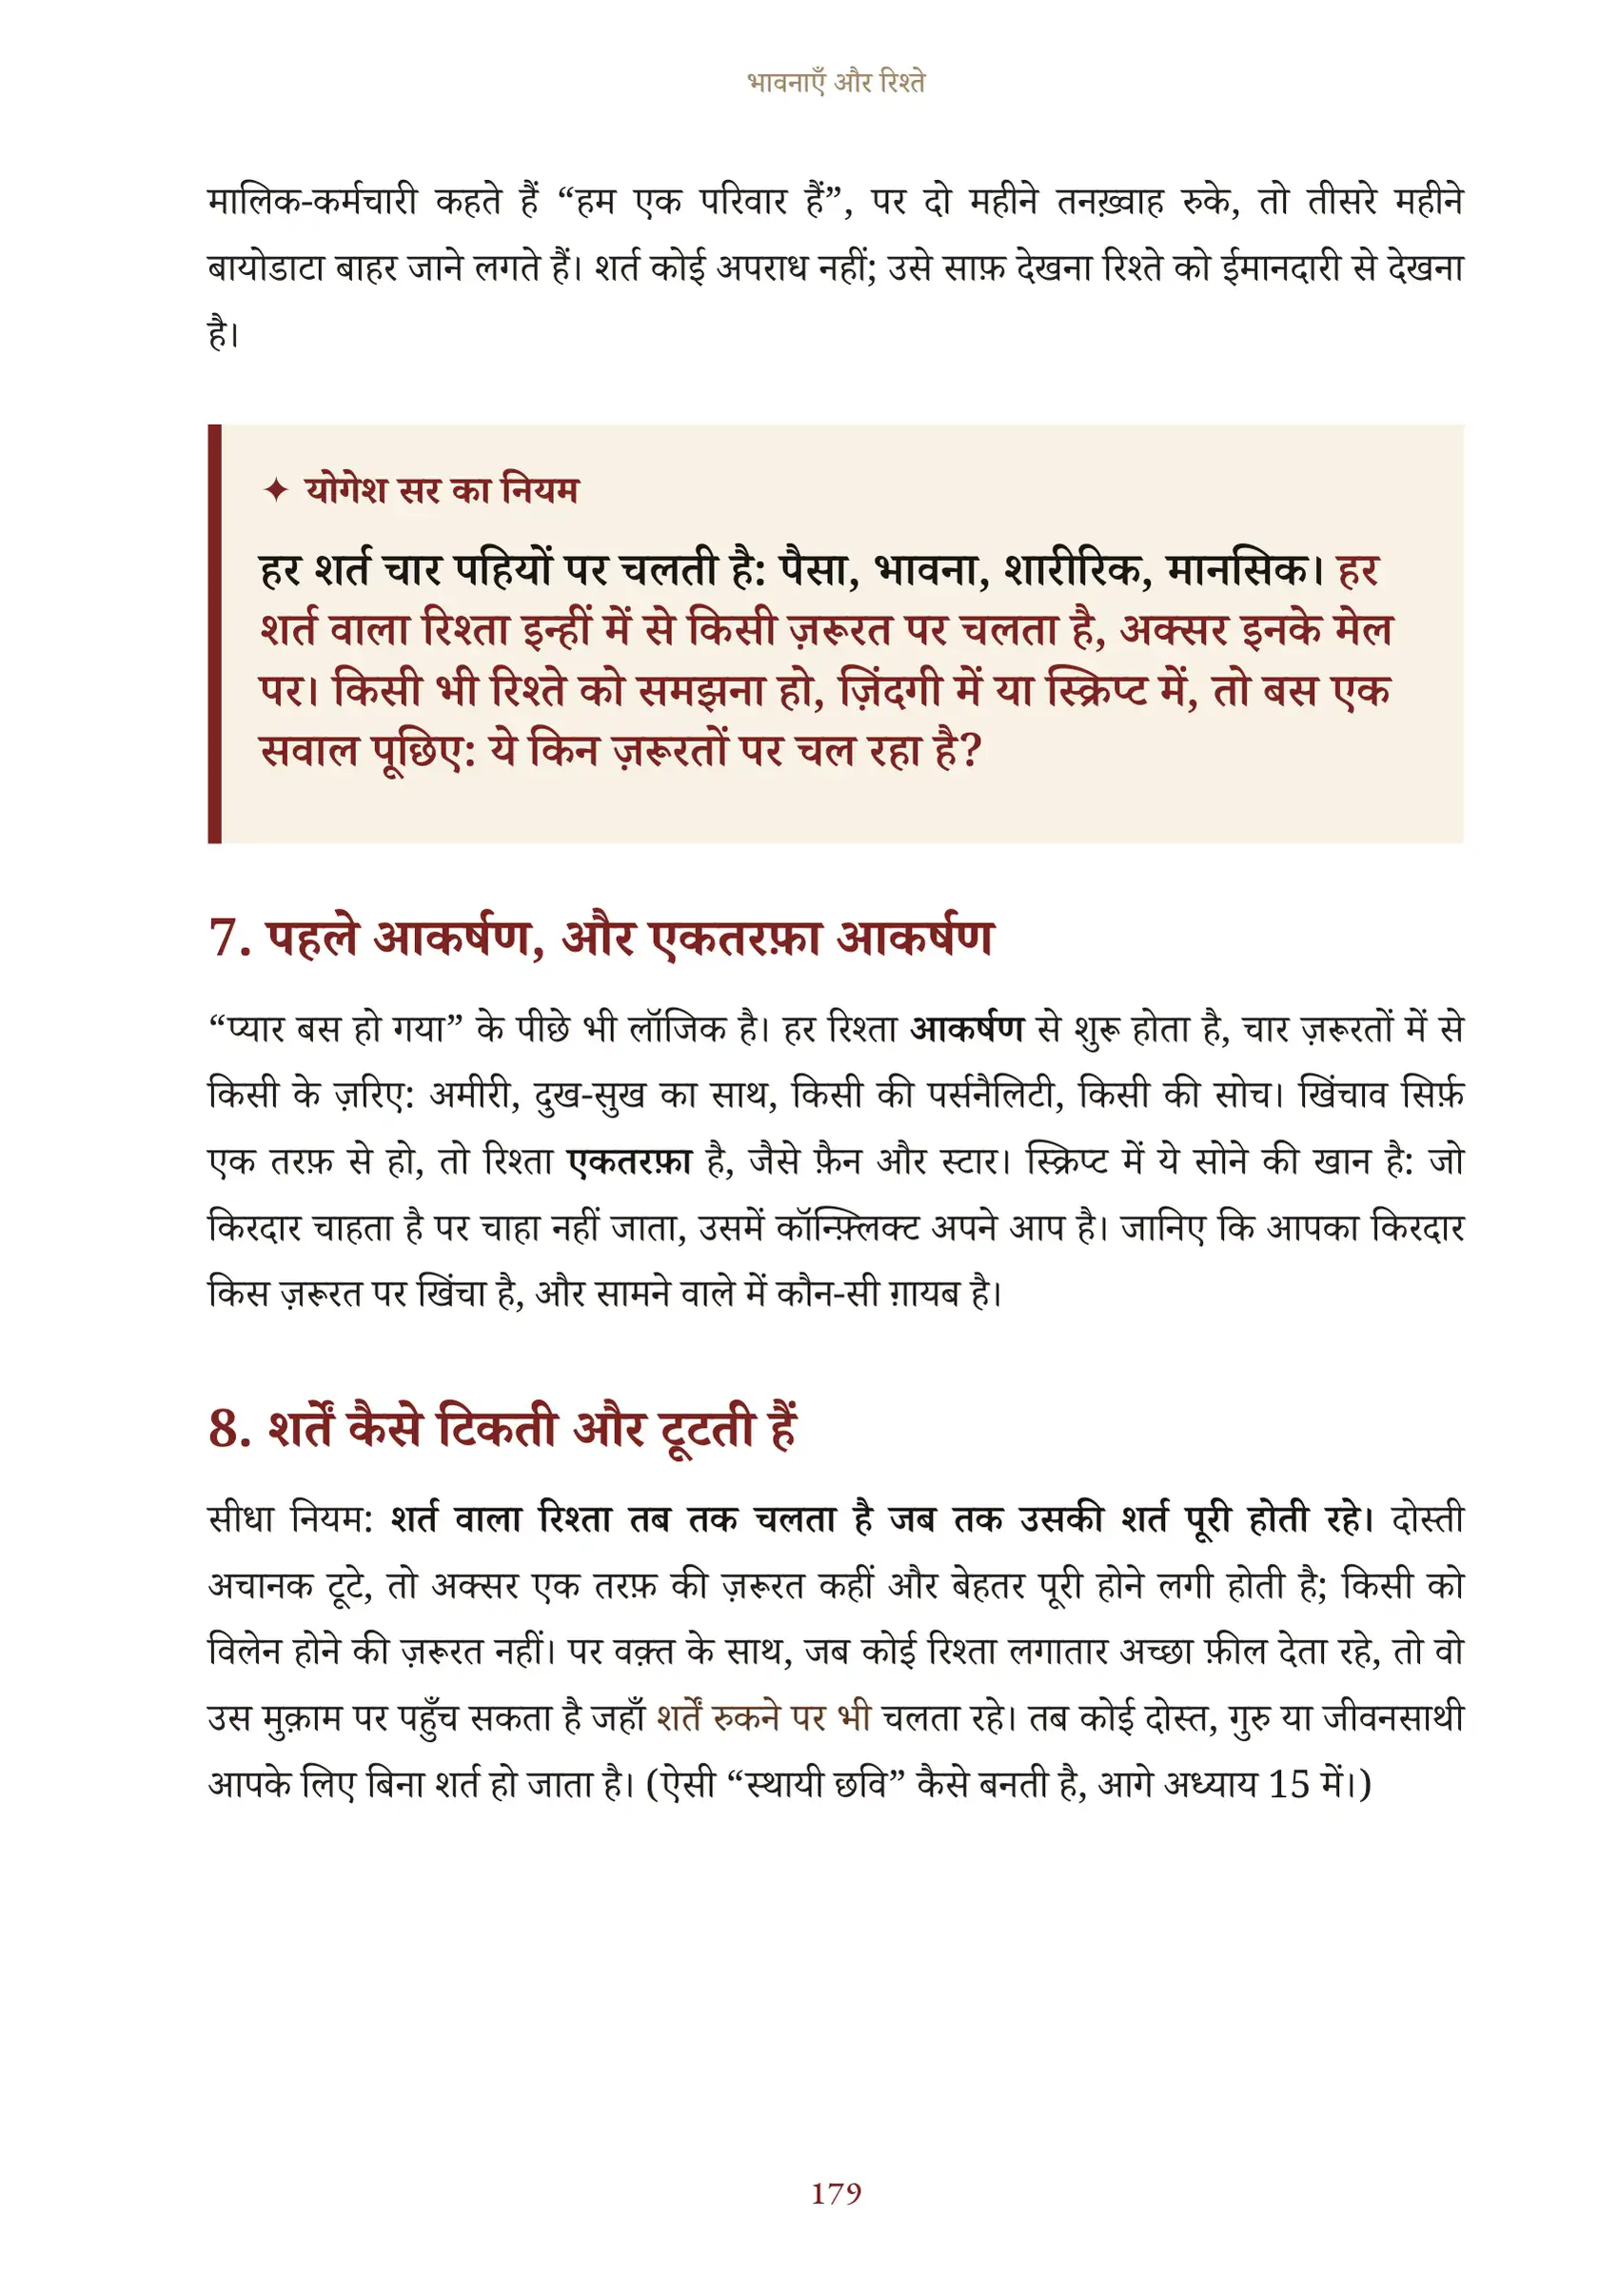 भावनाएँ और रिश्ते
मालिक-कर्मचारी कहते हैं “हम एक परिवार हैं”, पर दो महीने तनख़्वाह रुके, तो तीसरे महीने
बायोडाटा बाहर जाने लगते हैं। शर्त कोई अपराध नहीं; उसे साफ़ देखना रिश्ते को ईमानदारी से देखना
है।
✦ योगेश सर का नियम
हर शर्त चार पहियों पर चलती है: पैसा, भावना, शारीरिक, मानसिक। हर
शर्त वाला रिश्ता इन्हीं में से किसी ज़रूरत पर चलता है, अक्सर इनके मेल
पर। किसी भी रिश्ते को समझना हो, ज़िंदगी में या स्क्रिप्ट में, तो बस एक
सवाल पूछिए: ये किन ज़रूरतों पर चल रहा है?
7. पहले आकर्षण, और एकतरफ़ा आकर्षण
“प्यार बस हो गया” के पीछे भी लॉजिक है। हर रिश्ता आकर्षण से शुरू होता है, चार ज़रूरतों में से
किसी के ज़रिए: अमीरी, दुख-सुख का साथ, किसी की पर्सनैलिटी, किसी की सोच। खिंचाव सिर्फ़
एक तरफ़ से हो, तो रिश्ता एकतरफ़ा है, जैसे फ़ैन और स्टार। स्क्रिप्ट में ये सोने की खान है: जो
किरदार चाहता है पर चाहा नहीं जाता, उसमें कॉन्फ़्लिक्ट अपने आप है। जानिए कि आपका किरदार
किस ज़रूरत पर खिंचा है, और सामने वाले में कौन-सी ग़ायब है।
8. शर्तें कैसे टिकती और टूटती हैं
सीधा नियम: शर्त वाला रिश्ता तब तक चलता है जब तक उसकी शर्त पूरी होती रहे। दोस्ती
अचानक टूटे, तो अक्सर एक तरफ़ की ज़रूरत कहीं और बेहतर पूरी होने लगी होती है; किसी को
विलेन होने की ज़रूरत नहीं। पर वक़्त के साथ, जब कोई रिश्ता लगातार अच्छा फ़ील देता रहे, तो वो
उस मुक़ाम पर पहुँच सकता है जहाँ शर्तें रुकने पर भी चलता रहे। तब कोई दोस्त, गुरु या जीवनसाथी
आपके लिए बिना शर्त हो जाता है। (ऐसी “स्थायी छवि” कैसे बनती है, आगे अध्याय 15 में।)
179